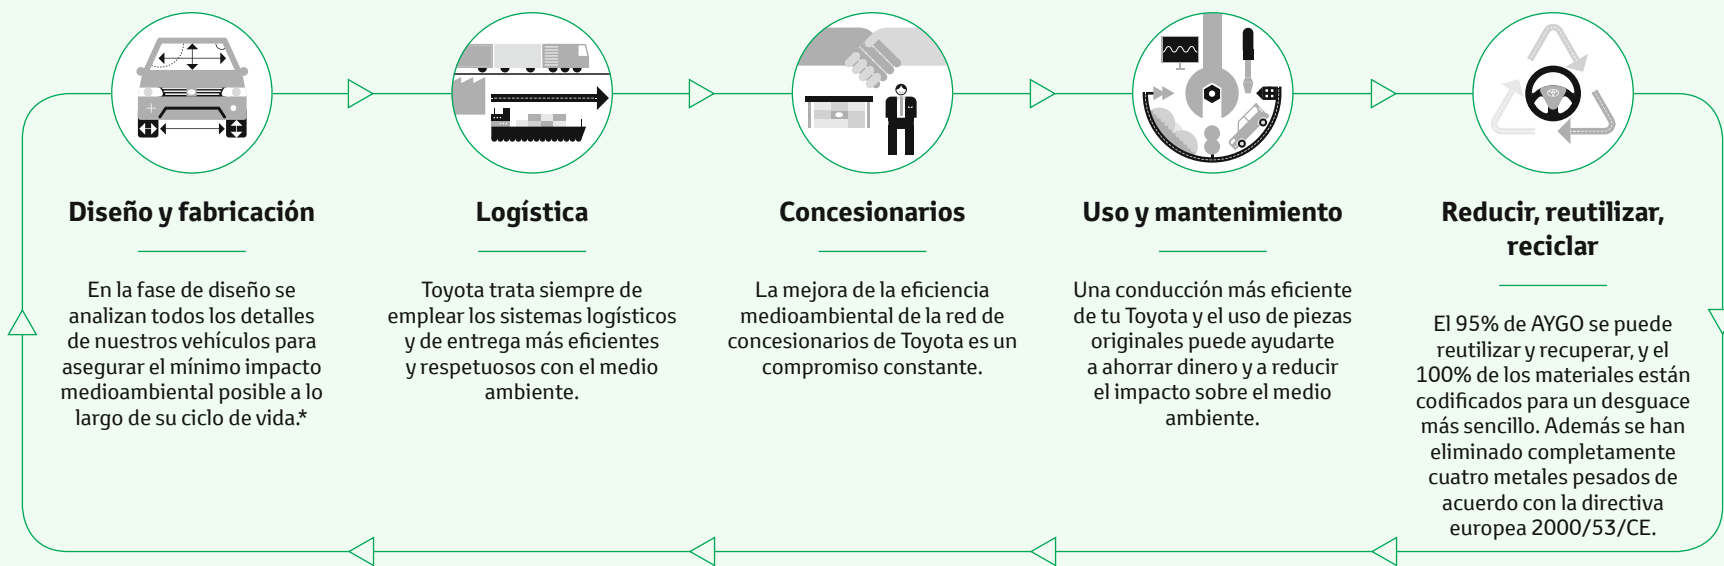 Diseño y fabricación
En la fase de diseño se
analizan todos los detalles
de nuestros vehículos para
asegurar el mínimo impacto
medioambiental posible a lo
largo de su ciclo de vida.*
Logística
Toyota trata siempre de
emplear los sistemas logísticos
y de entrega más eficientes
y respetuosos con el medio
ambiente.
Concesionarios
La mejora de la eficiencia
medioambiental de la red de
concesionarios de Toyota es un
compromiso constante.
Uso y mantenimiento
Una conducción más eficiente
de tu Toyota y el uso de piezas
originales puede ayudarte
a ahorrar dinero y a reducir
el impacto sobre el medio
ambiente.
Reducir, reutilizar,
reciclar
El 95% de AYGO se puede
reutilizar y recuperar, y el
100% de los materiales están
codificados para un desguace
más sencillo. Además se han
eliminado completamente
cuatro metales pesados de
acuerdo con la directiva
europea 2000/53/CE.